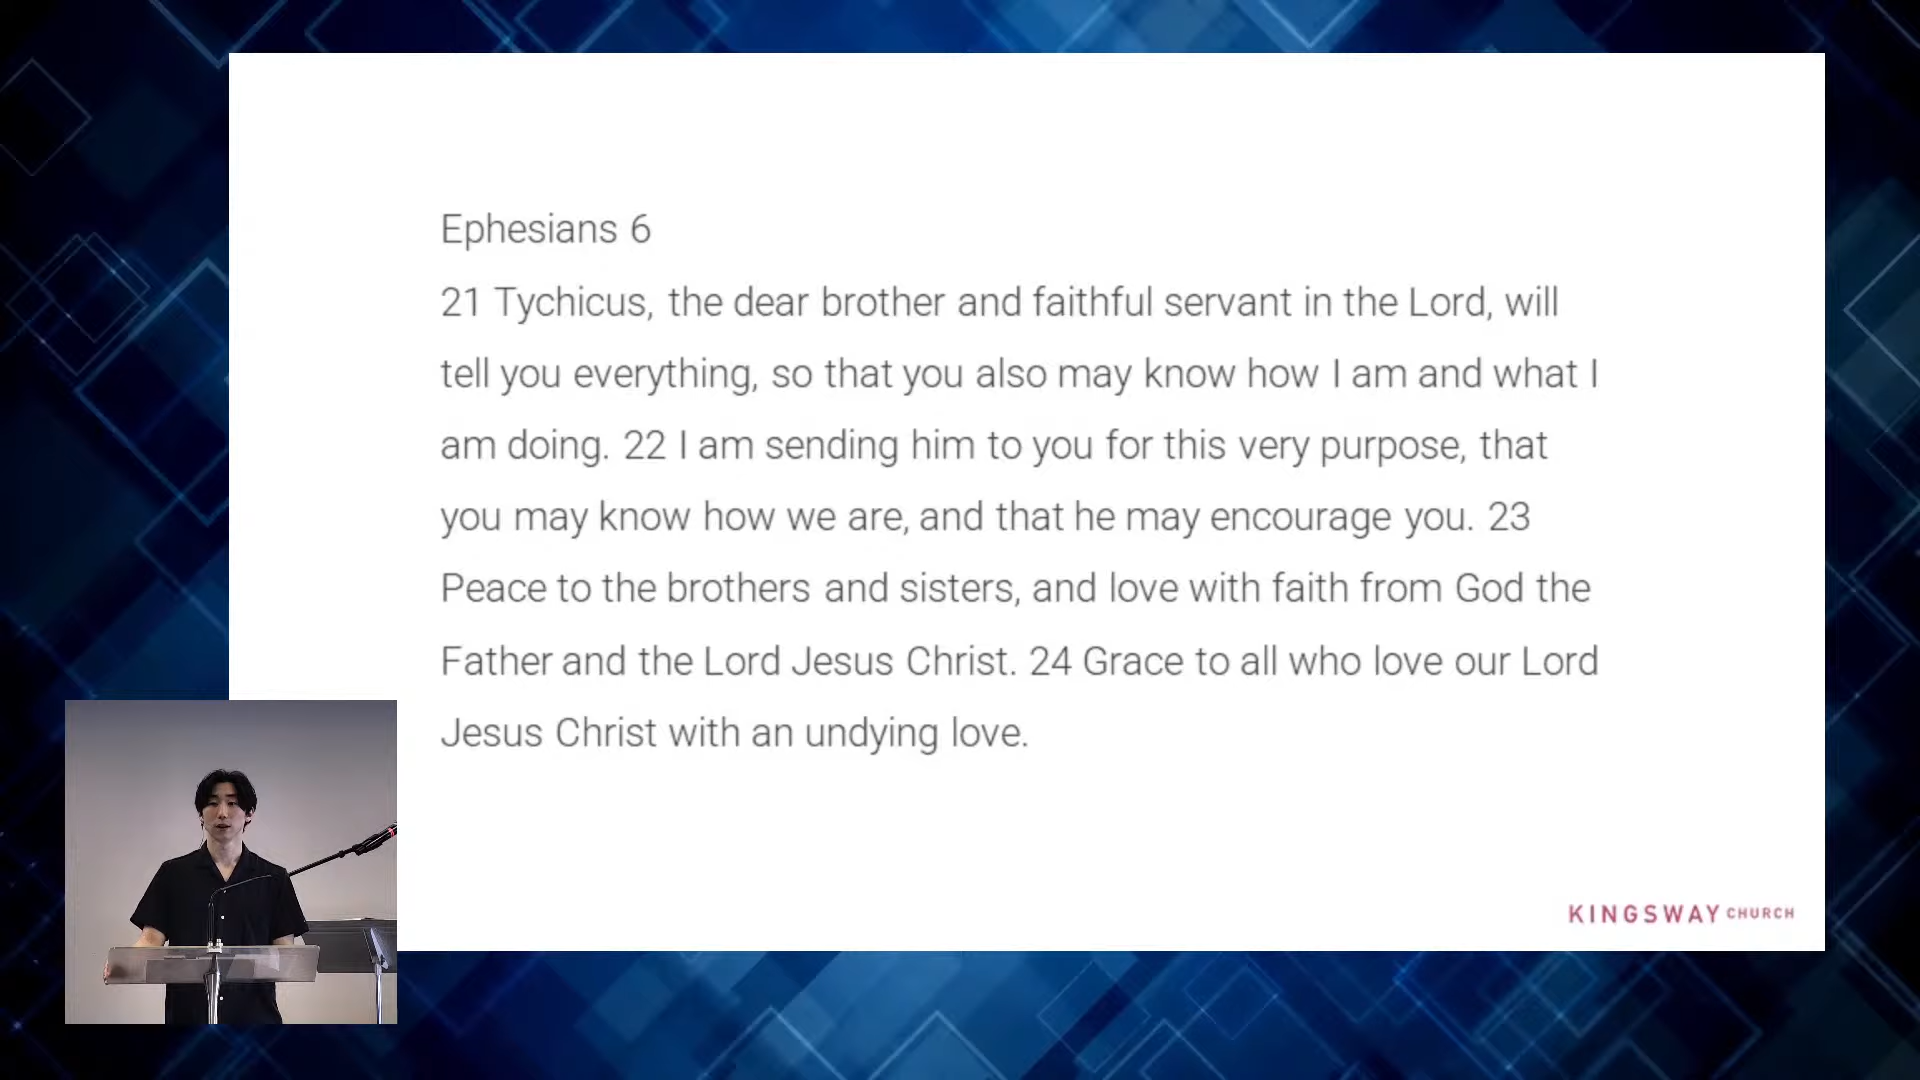 Ephesians 6
21 Tychicus, the dear brother and faithful servant in the Lord, will
tell you everything, so that you also may know how I am and what I
am doing. 22 I am sending him to you for this very purpose, that
you may know how we are, and that he may encourage you. 23
Peace to the brothers and sisters, and love with faith from God the
Father and the Lord Jesus Christ. 24 Grace to all who love our Lord
Jesus Christ with an undying love.
KINGSWAY CHURCH